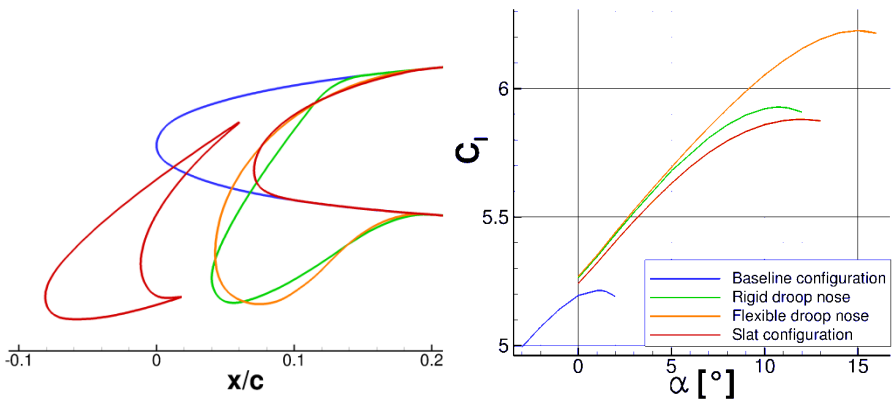 -0.1 0 0.1 0.2
x/c
Cl
6
5.5
5
Baseline configuration
Rigid droop nose
Flexible droop nose
Slat configuration
0 5 10 15
α [°]